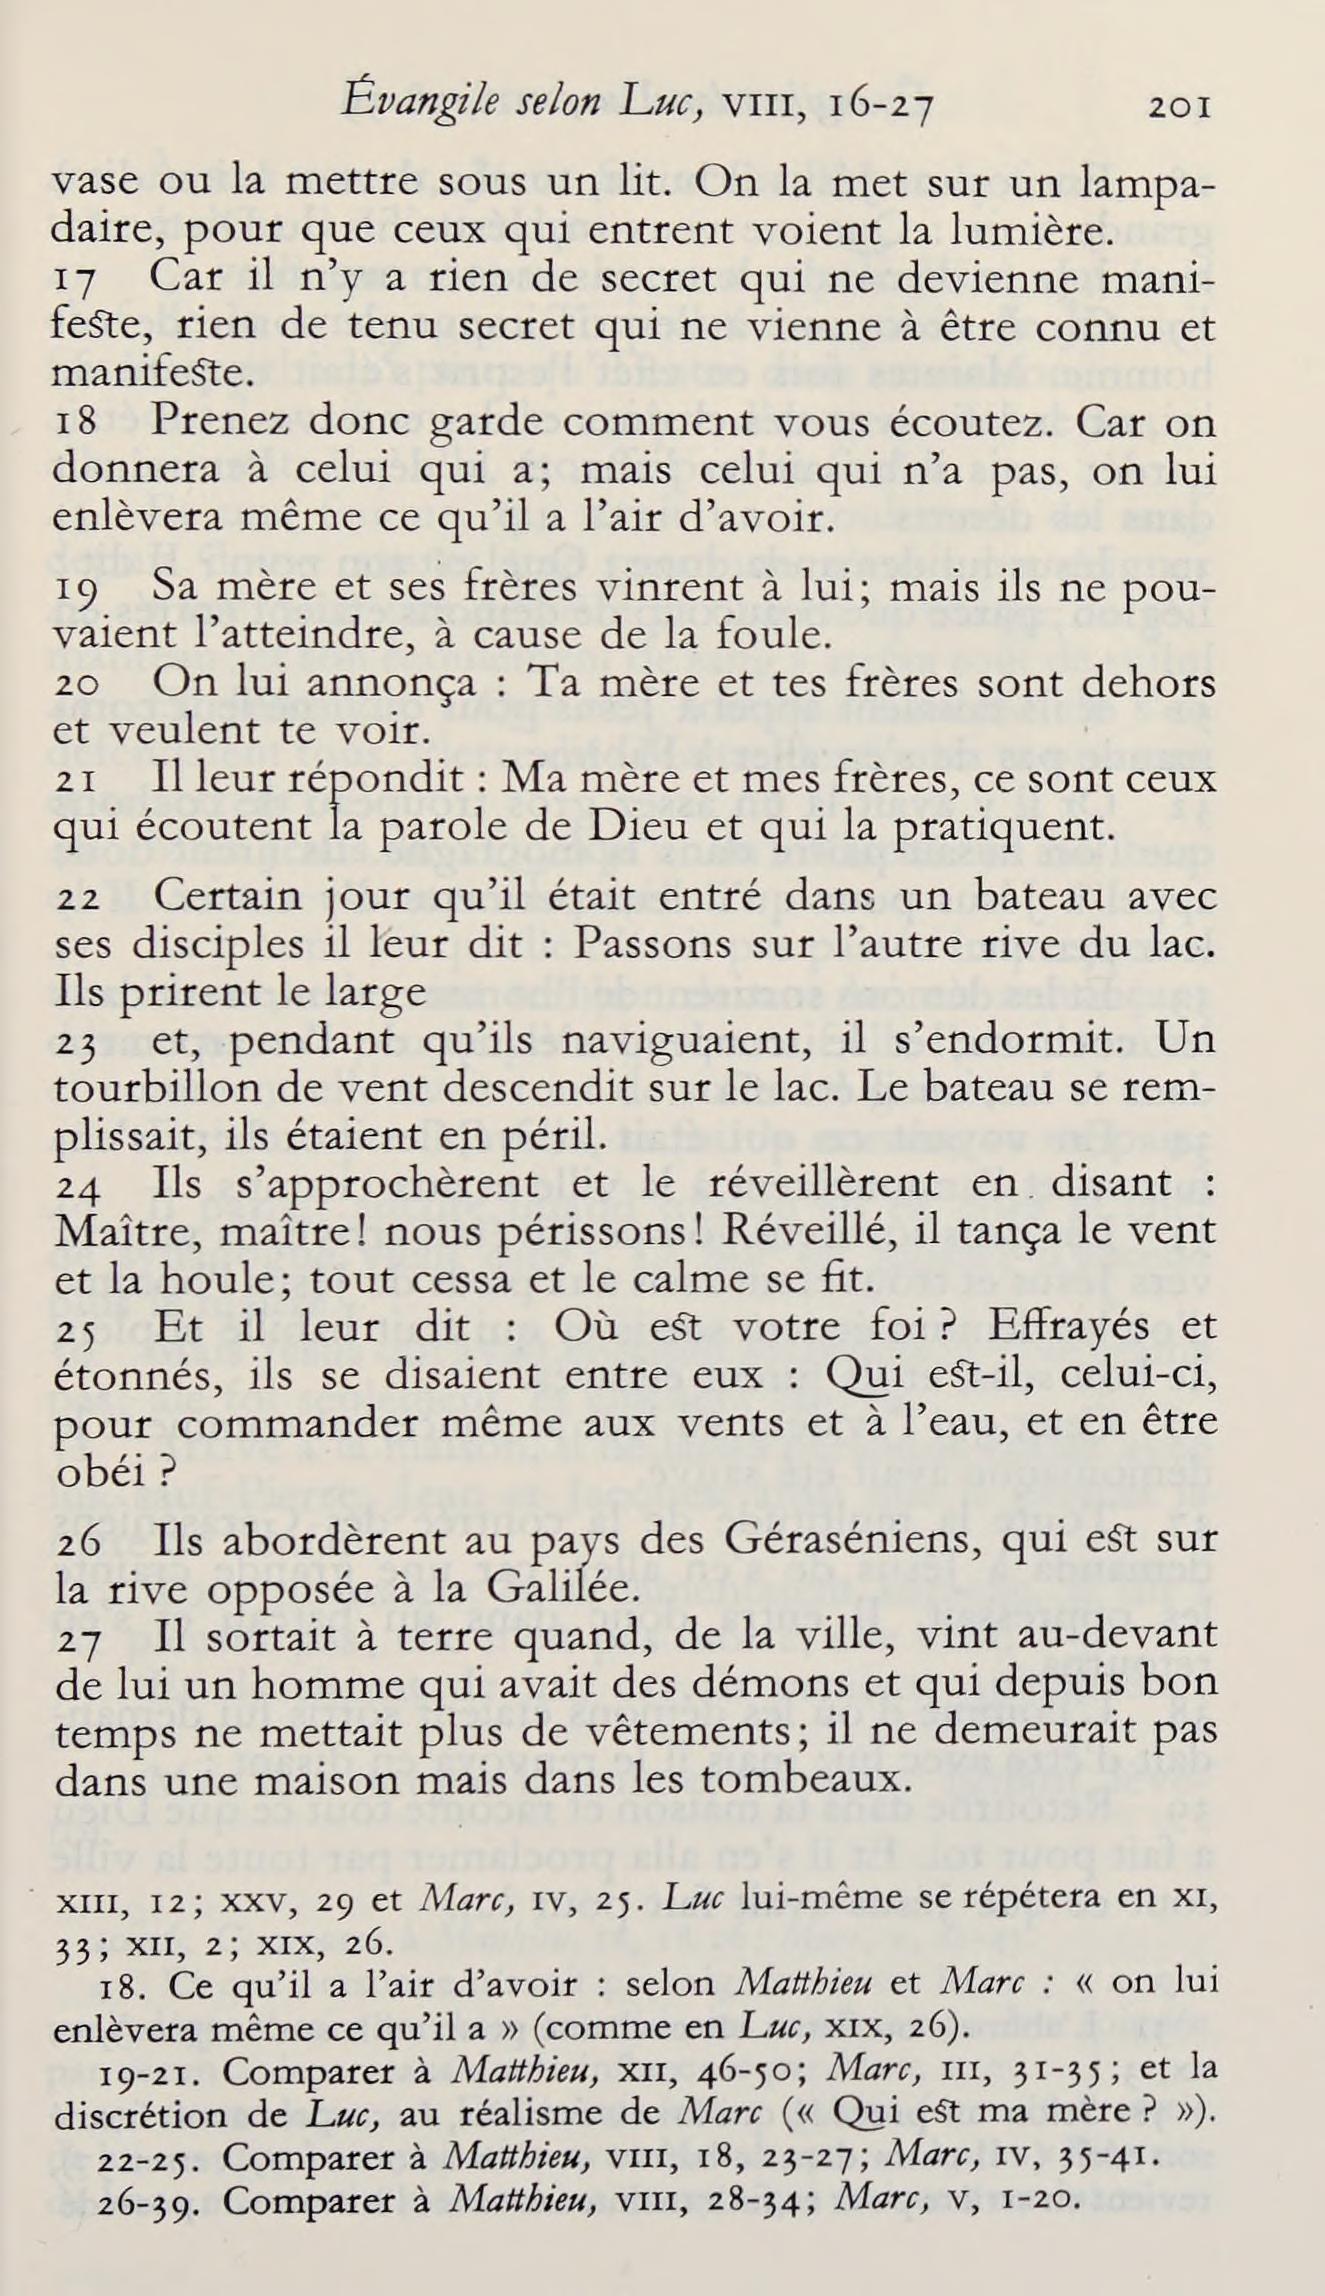 Évangile selon Luc, VIII, 16-27 201
vase ou la mettre sous un lit. On la met sur un lampa-
daire, pour que ceux qui entrent voient la lumière.
17 Car il n’y a rien de secret qui ne devienne mani-
feste, rien de tenu secret qui ne vienne à être connu et
manifeste.
18 Prenez donc garde comment vous écoutez. Car on
donnera à celui qui a; mais celui qui n’a pas, on lui
enlèvera même ce qu’il a l’air d’avoir.
19 Sa mère et ses frères vinrent à lui; mais ils ne pou-
vaient l’atteindre, à cause de la foule.
20 On lui annonça : Ta mère et tes frères sont dehors
et veulent te voir.
21 Il leur répondit : Ma mère et mes frères, ce sont ceux
qui écoutent la parole de Dieu et qui la pratiquent.
22 Certain jour qu’il était entré dans un bateau avec
ses disciples il leur dit : Passons sur l’autre rive du lac.
Ils prirent le large
23 et, pendant qu’ils naviguaient, il s’endormit. Un
tourbillon de vent descendit sur le lac. Le bateau se rem-
plissait, ils étaient en péril.
24 Ils s’approchèrent et le réveillèrent en disant :
Maître, maître! nous périssons! Réveillé, il tança le vent
et la houle; tout cessa et le calme se fit.
25 Et il leur dit : Où est votre foi ? Effrayés et
étonnés, ils se disaient entre eux : Qui est-il, celui-ci,
pour commander même aux vents et à l’eau, et en être
obéi ?
26 Ils abordèrent au pays des Géraséniens, qui est sur
la rive opposée à la Galilée.
27 Il sortait à terre quand, de la ville, vint au-devant
de lui un homme qui avait des démons et qui depuis bon
temps ne mettait plus de vêtements; il ne demeurait pas
dans une maison mais dans les tombeaux.
XIII, 12; XXV, 29 et Marc, IV, 25. Luc lui-même se répétera en XI,
33; XII, 2; XIX, 26.
18. Ce qu’il a l’air d’avoir : selon Matthieu et Marc : « on lui
enlèvera même ce qu’il a » (comme en Luc, XIX, 26).
19-21. Comparer à Matthieu, XII, 46-50; Marc, III, 31-35; et la
discrétion de Luc, au réalisme de Marc (« Qui est ma mère ? »).
22-25. Comparer à Matthieu, VIII, 18, 23-27; Marc, IV, 35-41.
26-39. Comparer à Matthieu, VIII, 28-34; Marc, V, 1-20.